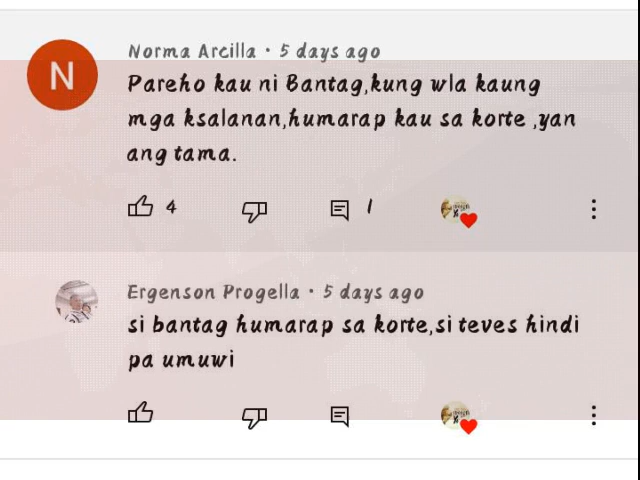 N
Norma Arcilla · 5 days ago
Pareho kau ni Bantag,kung wla kaung
mga ksalanan,humarap kau sa korte ,yan
ang tama.
4
1
Ergenson Progella · 5 days ago
si bantag humarap sa korte,si teves hindi
pa umuwi